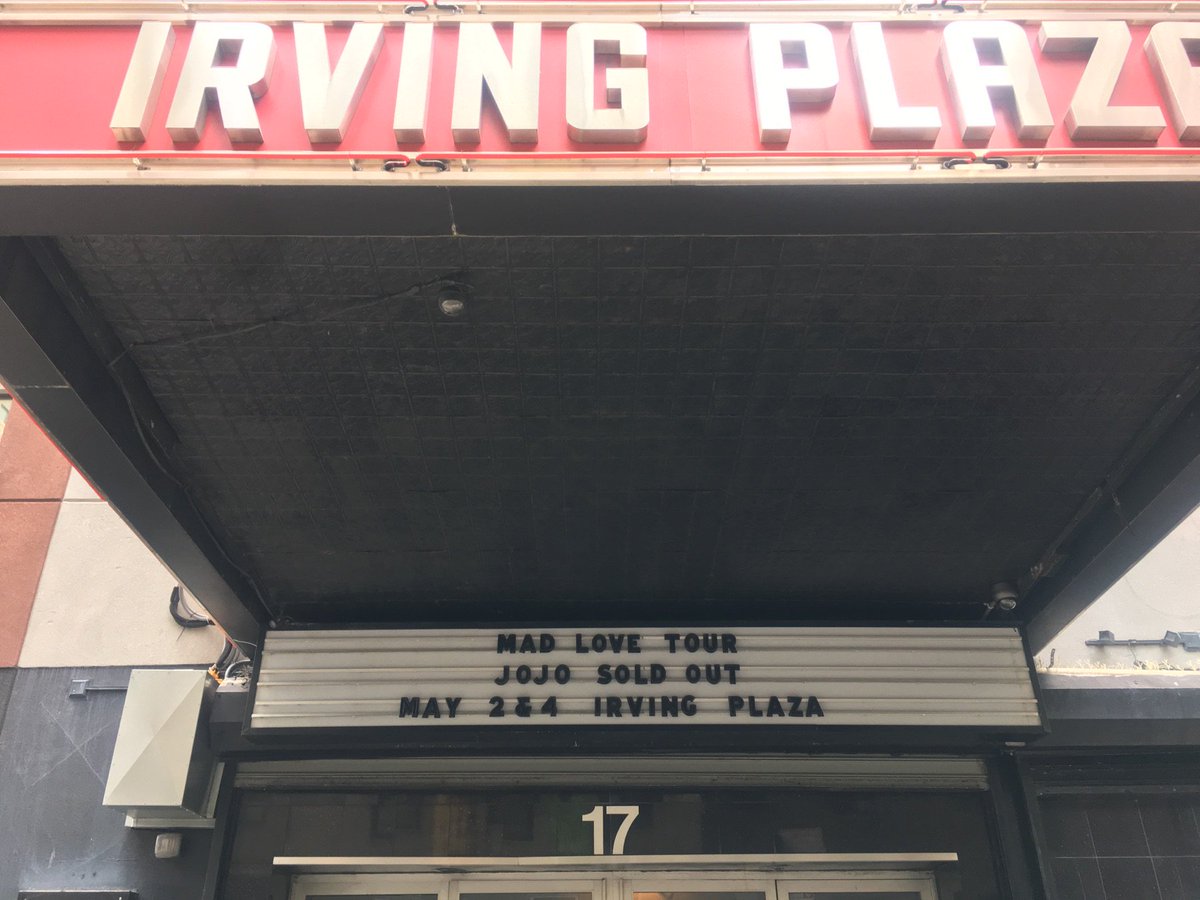 IRVING PLAZA
MAD LOVE TOUR
JOJO SOLD OUT
MAY 2 & 4 IRVING PLAZA
17